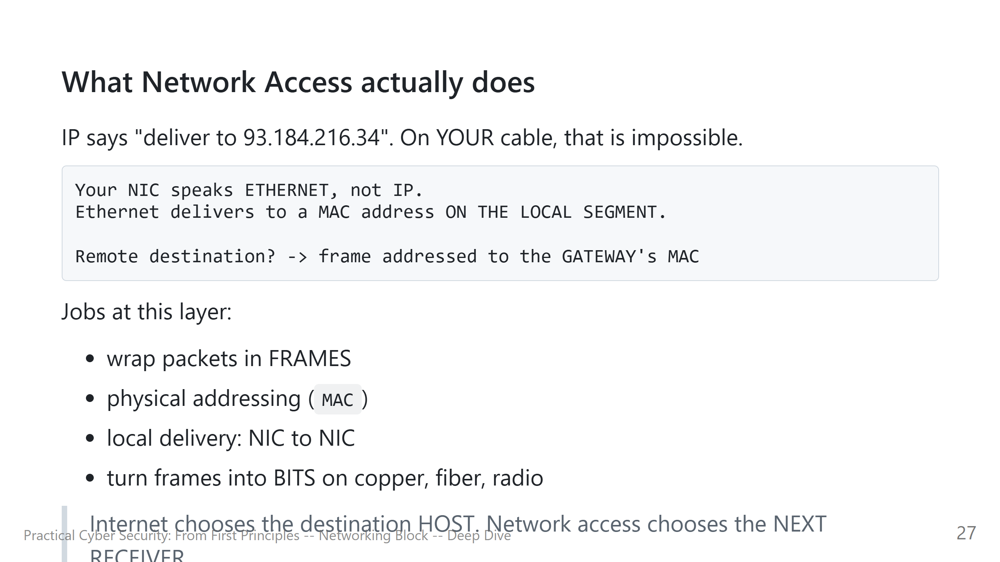 What Network Access actually does
IP says "deliver to 93.184.216.34". On YOUR cable, that is impossible.
Your NIC speaks ETHERNET, not IP.
Ethernet delivers to a MAC address ON THE LOCAL SEGMENT.
Remote destination? -> frame addressed to the GATEWAY's MAC
Jobs at this layer:
• wrap packets in FRAMES
• physical addressing ( MAC )
• local delivery: NIC to NIC
• turn frames into BITS on copper, fiber, radio
Internet chooses the destination HOST. Network access chooses the NEXT
RECEIVER
Practical Cyber Security: From First Principles -- Networking Block -- Deep Dive
27